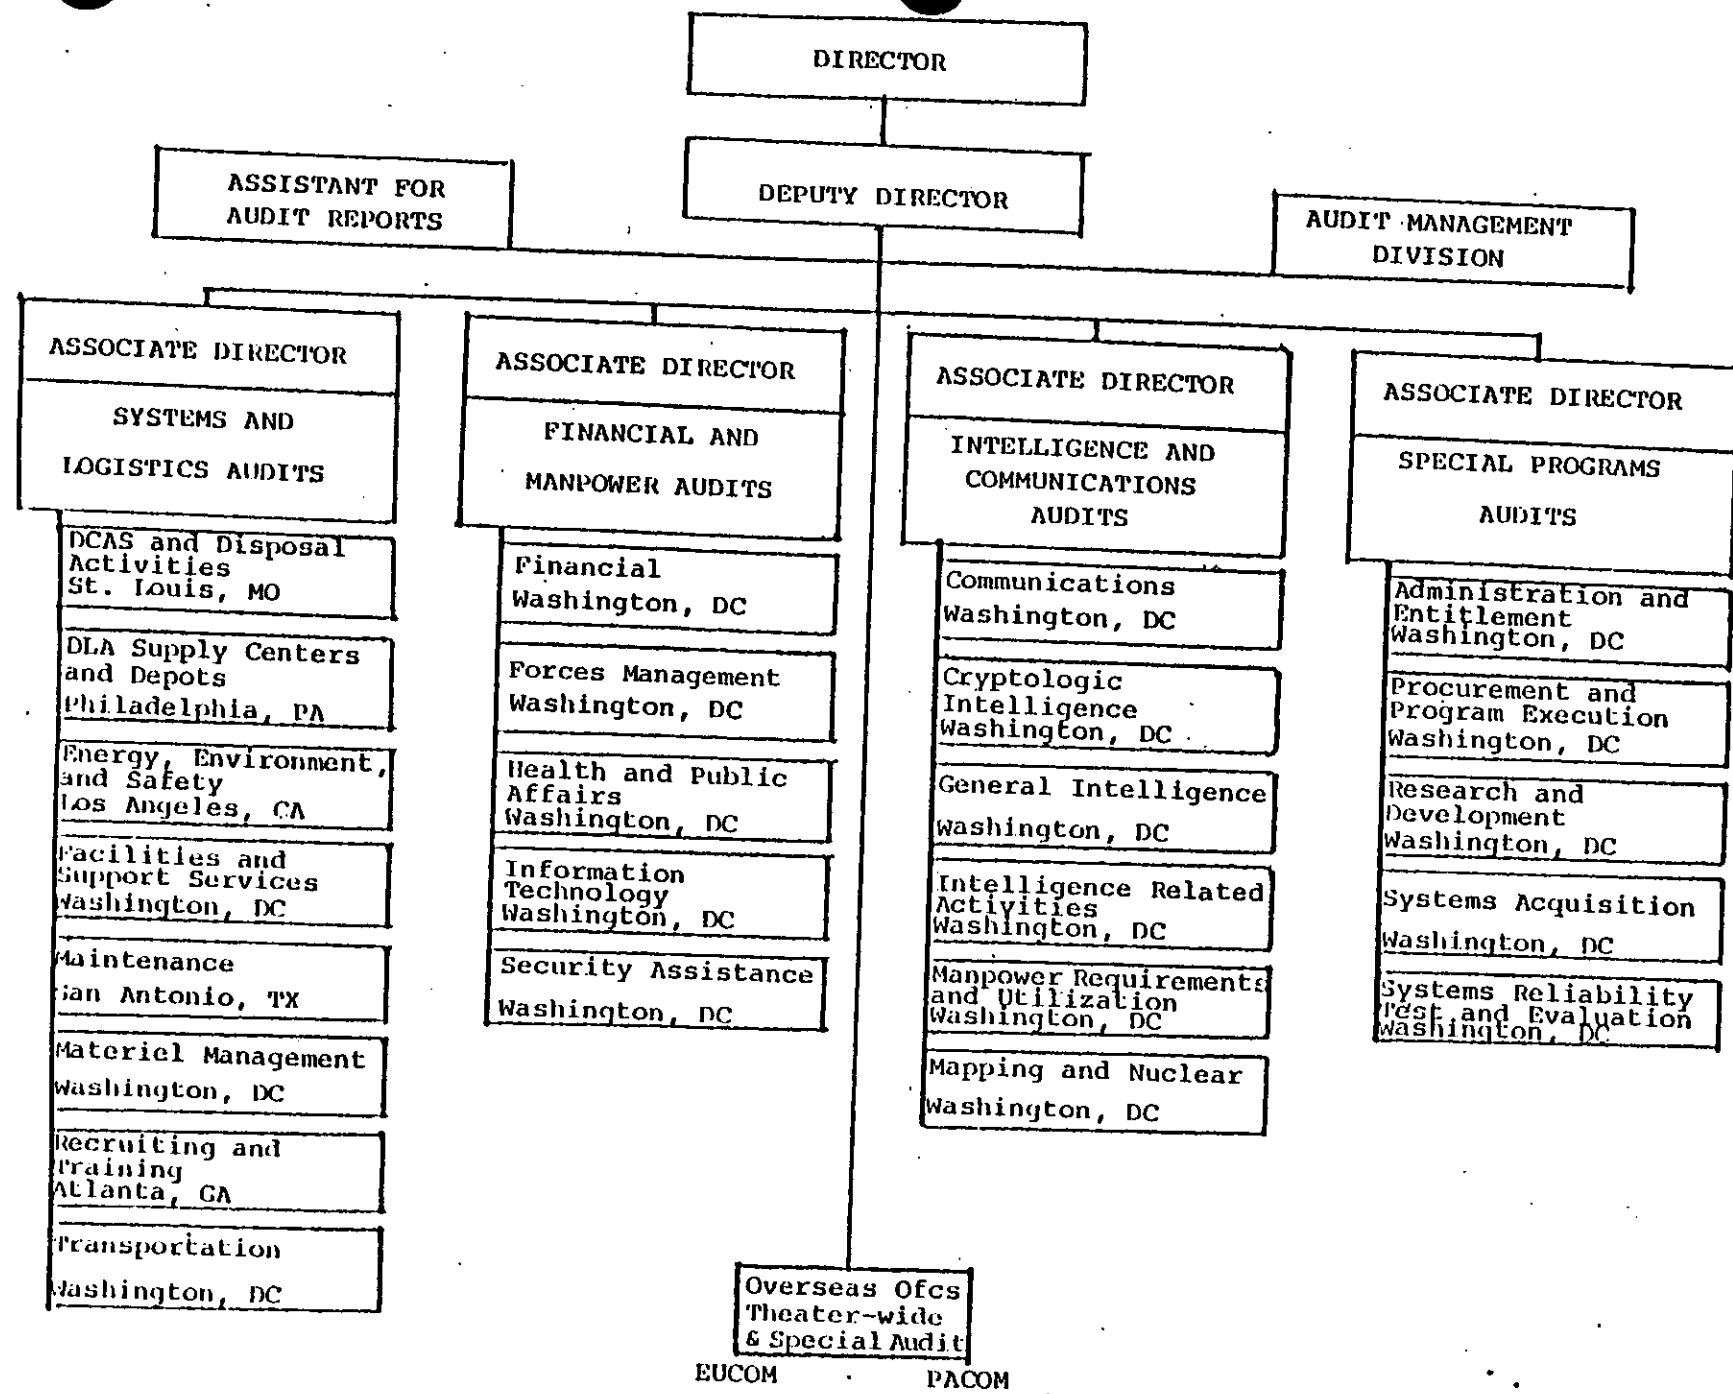 DIRECTOR
DEPUTY DIRECTOR
ASSISTANT FOR
AUDIT REPORTS
AUDIT MANAGEMENT
DIVISION
ASSOCIATE DIRECTOR
SYSTEMS AND
LOGISTICS AUDITS
DCAS and Disposal
Activities
St. Louis, MO
DLA Supply Centers
and Depots
Philadelphia, PA
Energy, Environment,
and Safety
Los Angeles, CA
Facilities and
Support Services
Washington, DC
Maintenance
San Antonio, TX
Materiel Management
Washington, DC
Recruiting and
Training
Atlanta, GA
Transportation
Washington, DC
ASSOCIATE DIRECTOR
FINANCIAL AND
MANPOWER AUDITS
Financial
Washington, DC
Forces Management
Washington, DC
Health and Public
Affairs
Washington, DC
Information
Technology
Washington, DC
Security Assistance
Washington, DC
ASSOCIATE DIRECTOR
INTELLIGENCE AND
COMMUNICATIONS
AUDITS
Communications
Washington, DC
Cryptologic
Intelligence
Washington, DC
General Intelligence
Washington, DC
Intelligence Related
Activities
Washington, DC
Manpower Requirements
and Utilization
Washington, DC
Mapping and Nuclear
Washington, DC
ASSOCIATE DIRECTOR
SPECIAL PROGRAMS
AUDITS
Administration and
Entitlement
Washington, DC
Procurement and
Program Execution
Washington, DC
Research and
Development
Washington, DC
Systems Acquisition
Washington, DC
Systems Reliability
Test and Evaluation
Washington, DC
Overseas Ofcs
Theater-wide
& Special Audit
EUCOM PACOM